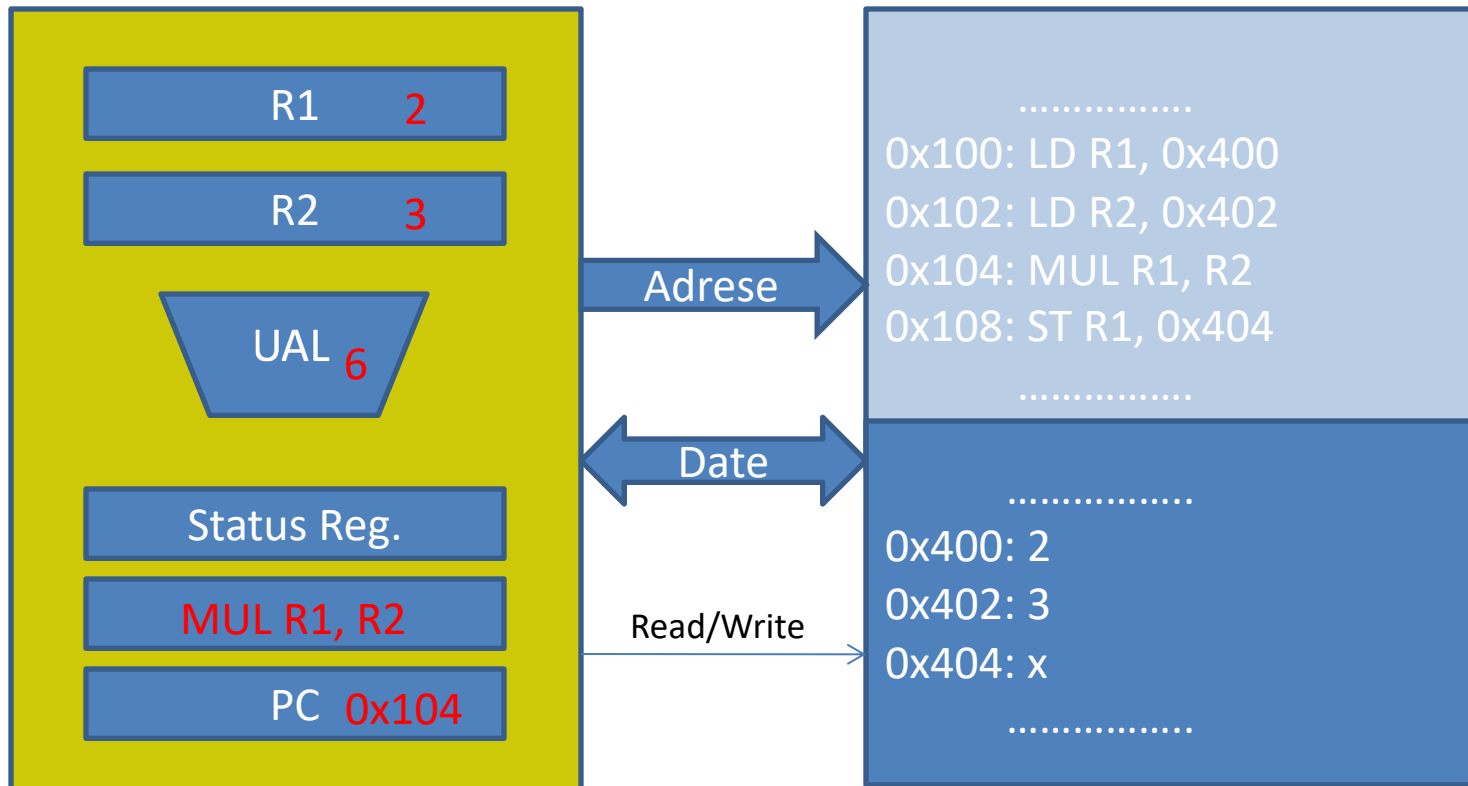 R1 2
R2 3
UAL 6
Status Reg.
MUL R1, R2
PC 0x104
Adrese
Date
Read/Write
…………….
0x100: LD R1, 0x400
0x102: LD R2, 0x402
0x104: MUL R1, R2
0x108: ST R1, 0x404
…………….
……………..
0x400: 2
0x402: 3
0x404: x
……………..